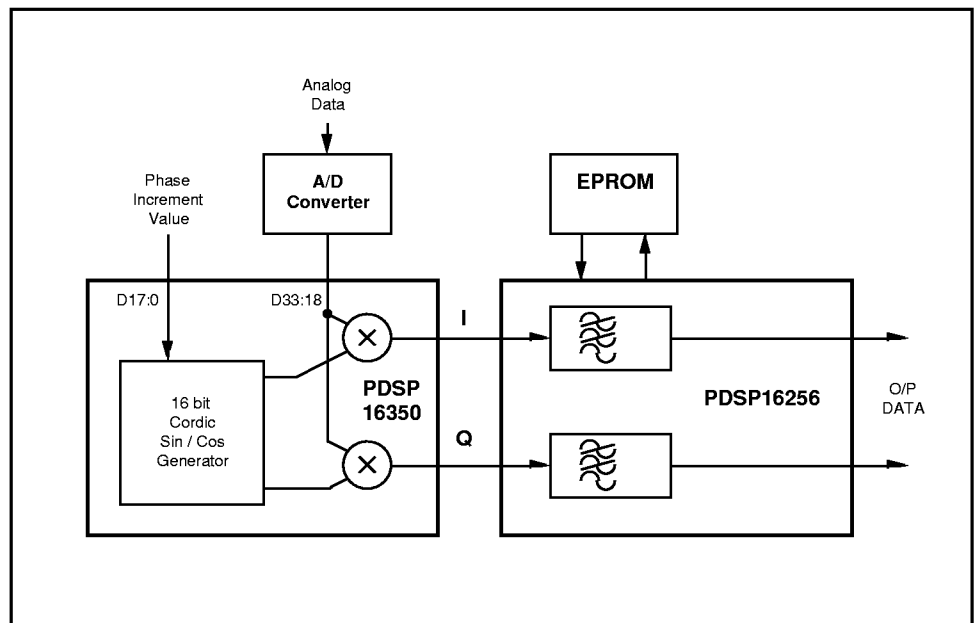 Analog
Data
A/D
Converter
EPROM
Phase
Increment
Value
D17:0
D33:18
I
PDSP
16350
16 bit
Cordic
Sin / Cos
Generator
Q
PDSP16256
O/P
DATA